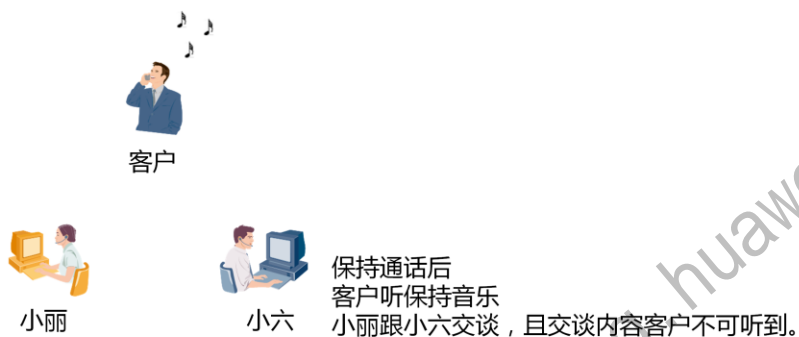 客户
小丽
小六
保持通话后
客户听保持音乐
小丽跟小六交谈，且交谈内容客户不可听到。
huawe